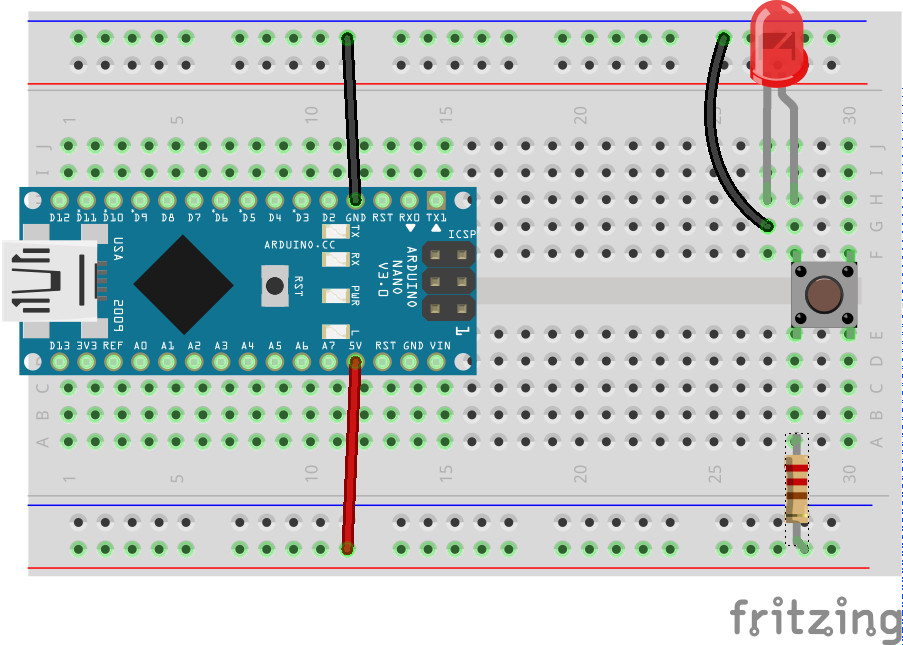 1 5 10 15 20 25 30
J J
I I
H
D12 D11 D10 D9 D8 D7 D6 D5 D4 D3 D2 GND RST RX0 TX1
G
TX
ICSP
USA
ARDUINO.CC
F
RX
RST
ARDUINO
NANO
V3.0
PWR
2009
L
1
E
D13 3V3 REF A0 A1 A2 A3 A4 A5 A6 A7 5V RST GND VIN
D
C C
B B
A A
1 5 10 15 20 25 30
fritzing